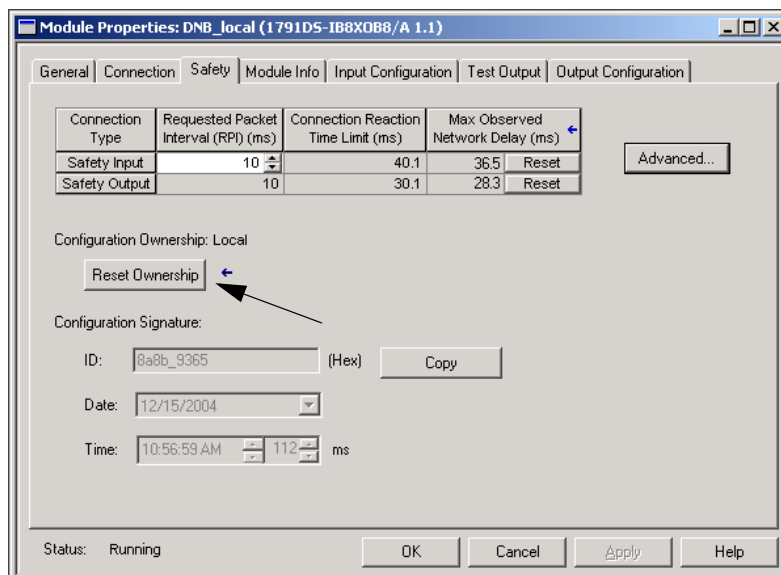 Module Properties: DNB_local (1791DS-IB8XOB8/A 1.1)
General Connection Safety Module Info Input Configuration Test Output Output Configuration
Connection Type Requested Packet Interval (RPI) (ms) Connection Reaction Time Limit (ms) Max Observed Network Delay (ms)
Safety Input 10 40.1 36.5 Reset
Safety Output 10 30.1 28.3 Reset
Advanced...
Configuration Ownership: Local
Reset Ownership
Configuration Signature:
ID: 8a8b_9365 (Hex) Copy
Date: 12/15/2004
Time: 10:56:59 AM 112 ms
Status: Running OK Cancel Apply Help